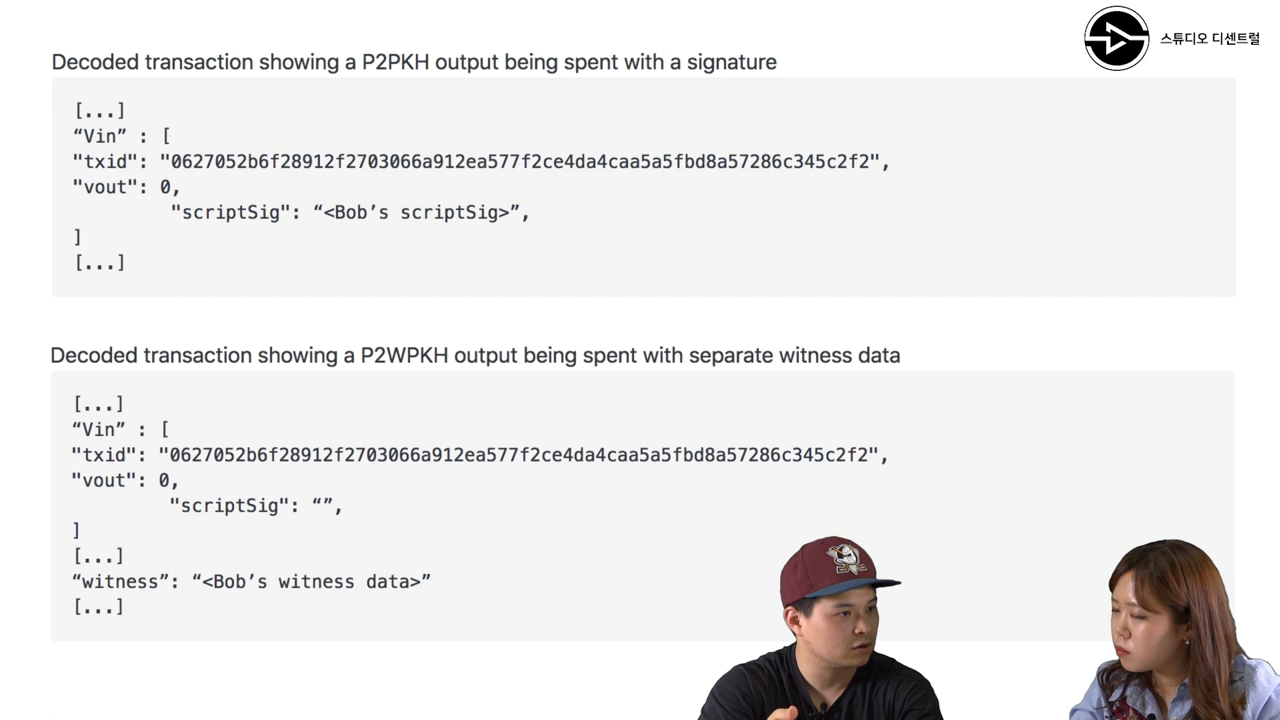 스튜디오 디센트럴
Decoded transaction showing a P2PKH output being spent with a signature
[...]
“Vin” : [
"txid": "0627052b6f28912f2703066a912ea577f2ce4da4caa5a5fbd8a57286c345c2f2",
"vout": 0,
"scriptSig": “<Bob’s scriptSig>”,
]
[...]
Decoded transaction showing a P2WPKH output being spent with separate witness data
[...]
“Vin” : [
"txid": "0627052b6f28912f2703066a912ea577f2ce4da4caa5a5fbd8a57286c345c2f2",
"vout": 0,
"scriptSig": “”,
]
[...]
“witness”: “<Bob’s witness data>”
[...]